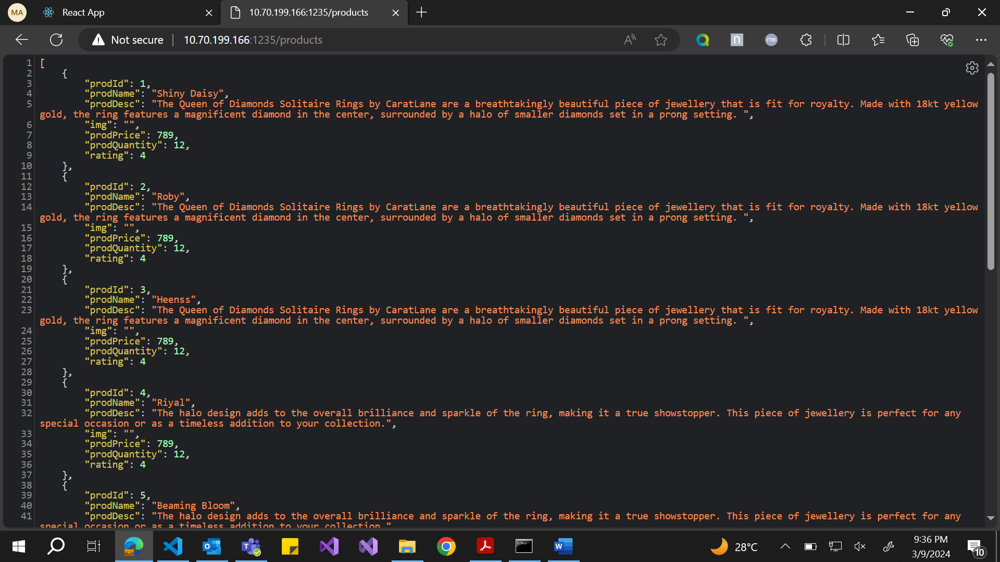 MA
React App
10.70.199.166:1235/products
Not secure
10.70.199.166:1235/products
A
n
me
1 [
2 {
3 "prodId": 1,
4 "prodName": "Shiny Daisy",
5 "prodDesc": "The Queen of Diamonds Solitaire Rings by CaratLane are a breathtakingly beautiful piece of jewellery that is fit for royalty. Made with 18kt yellow
gold, the ring features a magnificent diamond in the center, surrounded by a halo of smaller diamonds set in a prong setting. ",
6 "img": "",
7 "prodPrice": 789,
8 "prodQuantity": 12,
9 "rating": 4
10 },
11 {
12 "prodId": 2,
13 "prodName": "Roby",
14 "prodDesc": "The Queen of Diamonds Solitaire Rings by CaratLane are a breathtakingly beautiful piece of jewellery that is fit for royalty. Made with 18kt yellow
gold, the ring features a magnificent diamond in the center, surrounded by a halo of smaller diamonds set in a prong setting. ",
15 "img": "",
16 "prodPrice": 789,
17 "prodQuantity": 12,
18 "rating": 4
19 },
20 {
21 "prodId": 3,
22 "prodName": "Heenss",
23 "prodDesc": "The Queen of Diamonds Solitaire Rings by CaratLane are a breathtakingly beautiful piece of jewellery that is fit for royalty. Made with 18kt yellow
gold, the ring features a magnificent diamond in the center, surrounded by a halo of smaller diamonds set in a prong setting. ",
24 "img": "",
25 "prodPrice": 789,
26 "prodQuantity": 12,
27 "rating": 4
28 },
29 {
30 "prodId": 4,
31 "prodName": "Riyal",
32 "prodDesc": "The halo design adds to the overall brilliance and sparkle of the ring, making it a true showstopper. This piece of jewellery is perfect for any
special occasion or as a timeless addition to your collection.",
33 "img": "",
34 "prodPrice": 789,
35 "prodQuantity": 12,
36 "rating": 4
37 },
38 {
39 "prodId": 5,
40 "prodName": "Beaming Bloom",
41 "prodDesc": "The halo design adds to the overall brilliance and sparkle of the ring, making it a true showstopper. This piece of jewellery is perfect for any
special occasion or as a timeless addition to your collection."
28°C
9:36 PM
3/9/2024
10